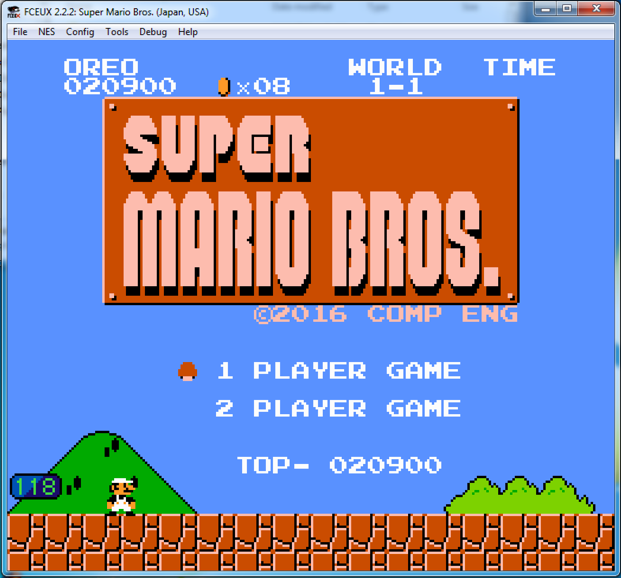 FCEUX 2.2.2: Super Mario Bros. (Japan, USA)
File NES Config Tools Debug Help
OREO WORLD TIME
020900 ×08 1-1
SUPER
MARIO BROS.
©2016 COMP ENG
1 PLAYER GAME
2 PLAYER GAME
TOP- 020900
118